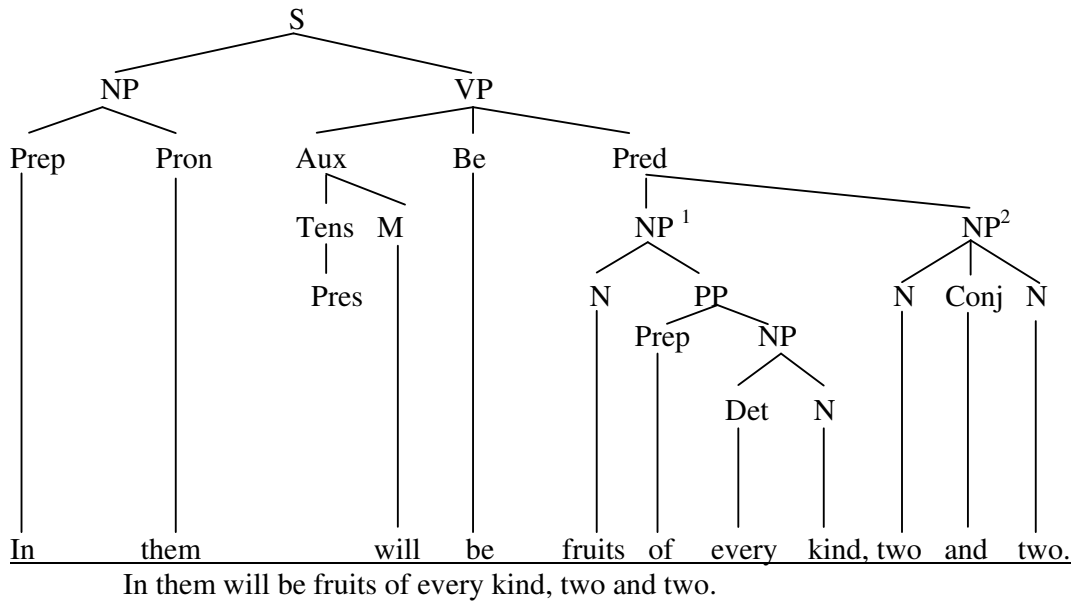 S
NP VP
Prep Pron Aux Be Pred
Tens M NP 1 NP2
Pres N PP N Conj N
Prep NP
Det N
In them will be fruits of every kind, two and two.
In them will be fruits of every kind, two and two.